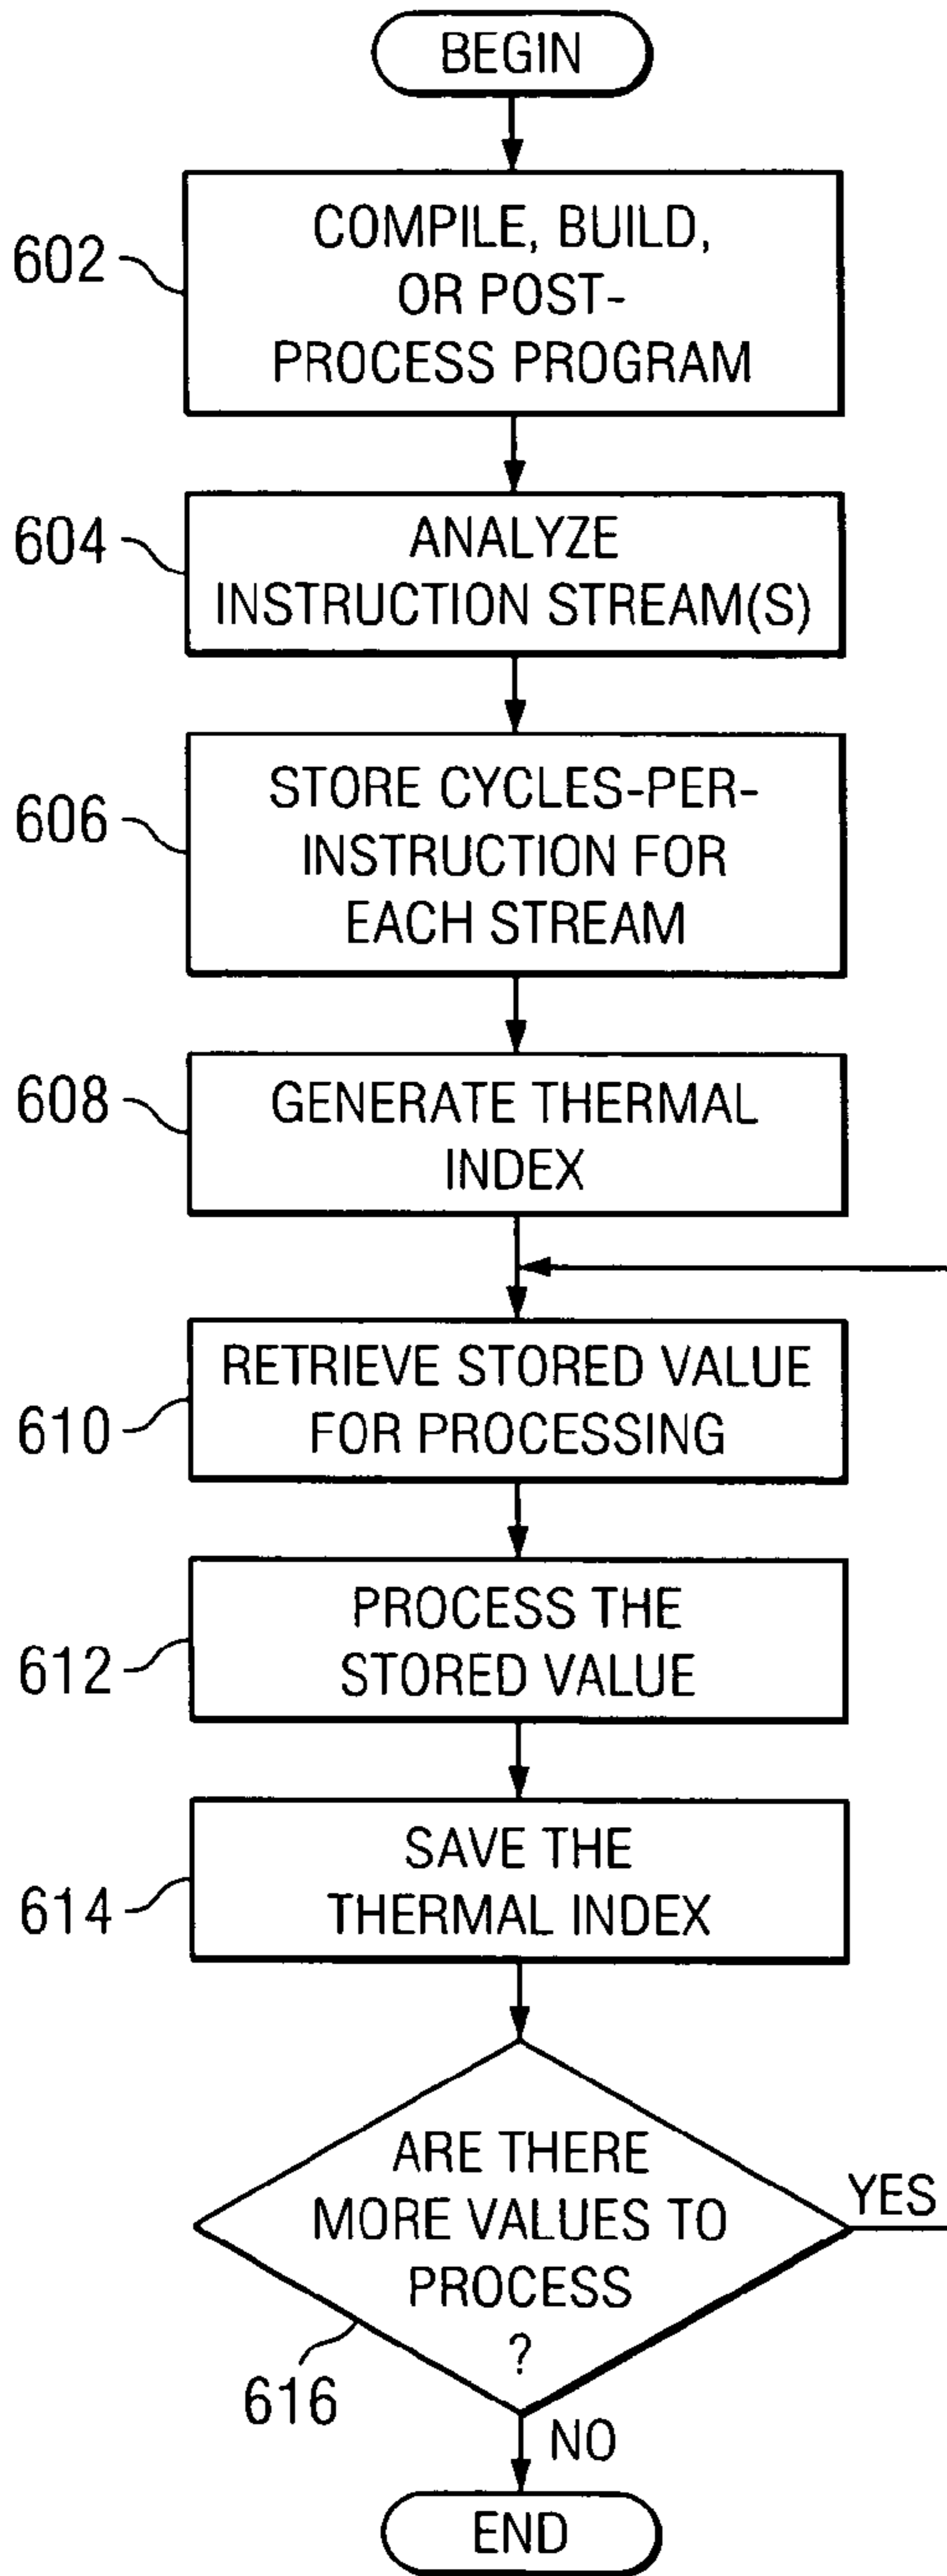 BEGIN
602
COMPILE, BUILD,
OR POST-
PROCESS PROGRAM
604
ANALYZE
INSTRUCTION STREAM(S)
606
STORE CYCLES-PER-
INSTRUCTION FOR
EACH STREAM
608
GENERATE THERMAL
INDEX
610
RETRIEVE STORED VALUE
FOR PROCESSING
612
PROCESS THE
STORED VALUE
614
SAVE THE
THERMAL INDEX
616
ARE THERE
MORE VALUES TO
PROCESS
?
YES
NO
END